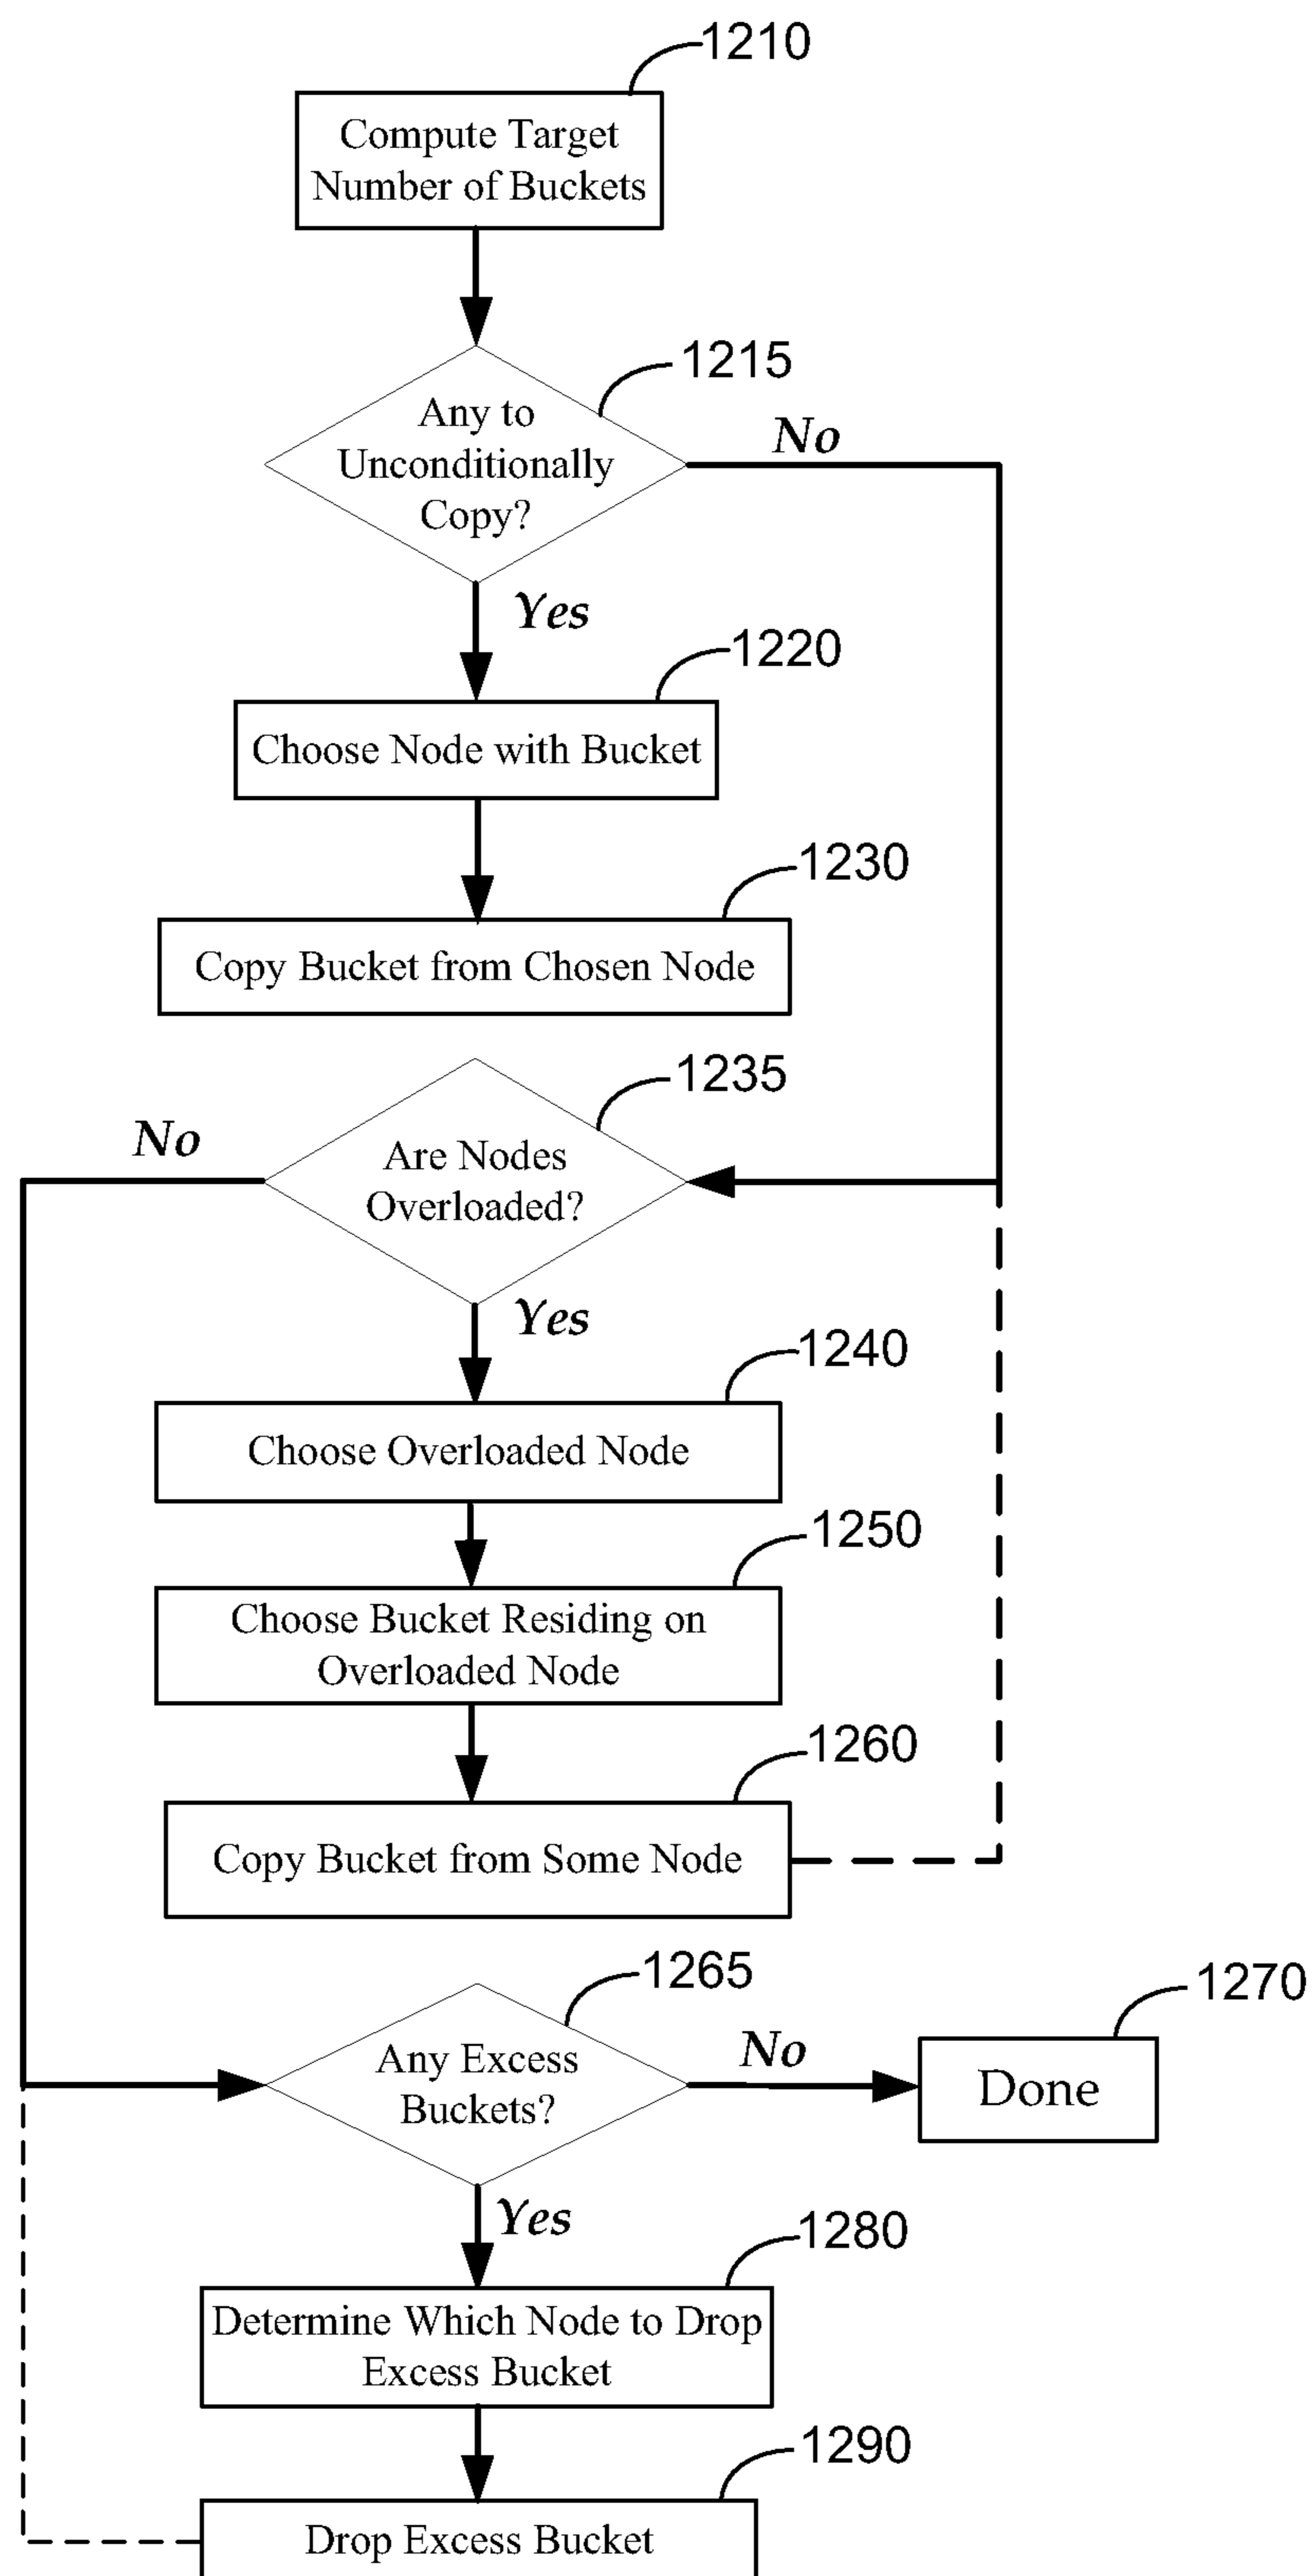 1210
Compute Target
Number of Buckets
1215
Any to
Unconditionally
Copy?
No
Yes
1220
Choose Node with Bucket
1230
Copy Bucket from Chosen Node
1235
Are Nodes
Overloaded?
No
Yes
1240
Choose Overloaded Node
1250
Choose Bucket Residing on
Overloaded Node
1260
Copy Bucket from Some Node
1265
Any Excess
Buckets?
No
1270
Done
Yes
1280
Determine Which Node to Drop
Excess Bucket
1290
Drop Excess Bucket